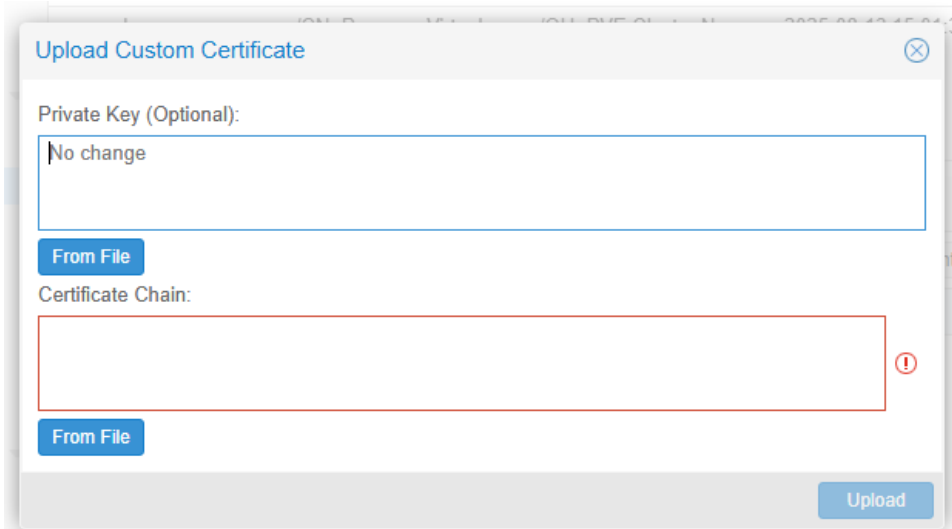 Upload Custom Certificate
Private Key (Optional):
No change
From File
Certificate Chain:
From File
Upload